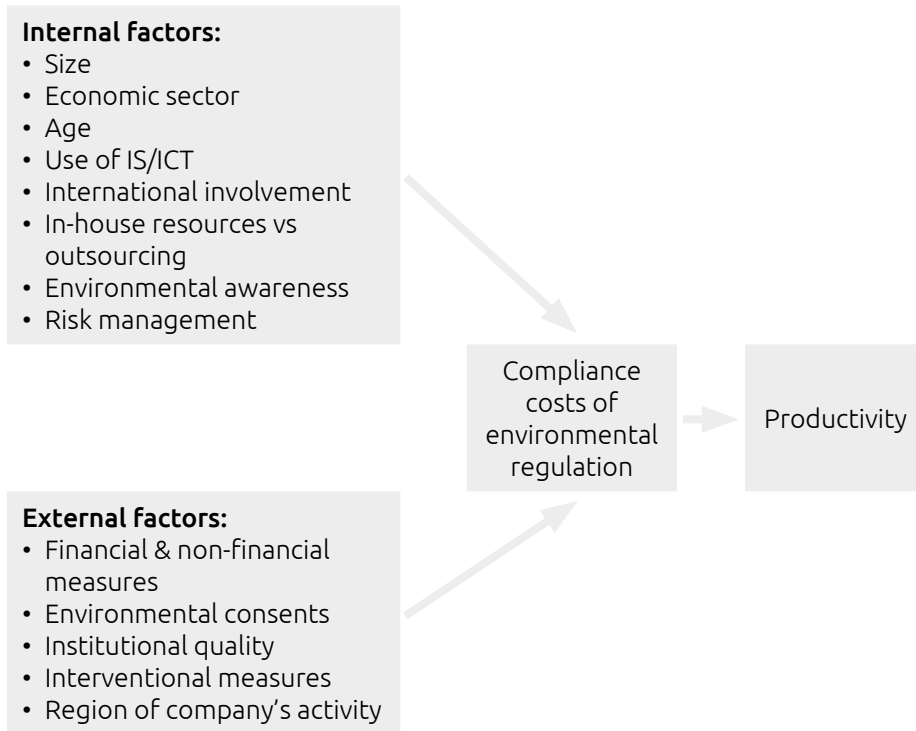 Internal factors:
• Size
• Economic sector
• Age
• Use of IS/ICT
• International involvement
• In-house resources vs
outsourcing
• Environmental awareness
• Risk management
Compliance
costs of
environmental
regulation
Productivity
External factors:
• Financial & non-financial
measures
• Environmental consents
• Institutional quality
• Interventional measures
• Region of company’s activity